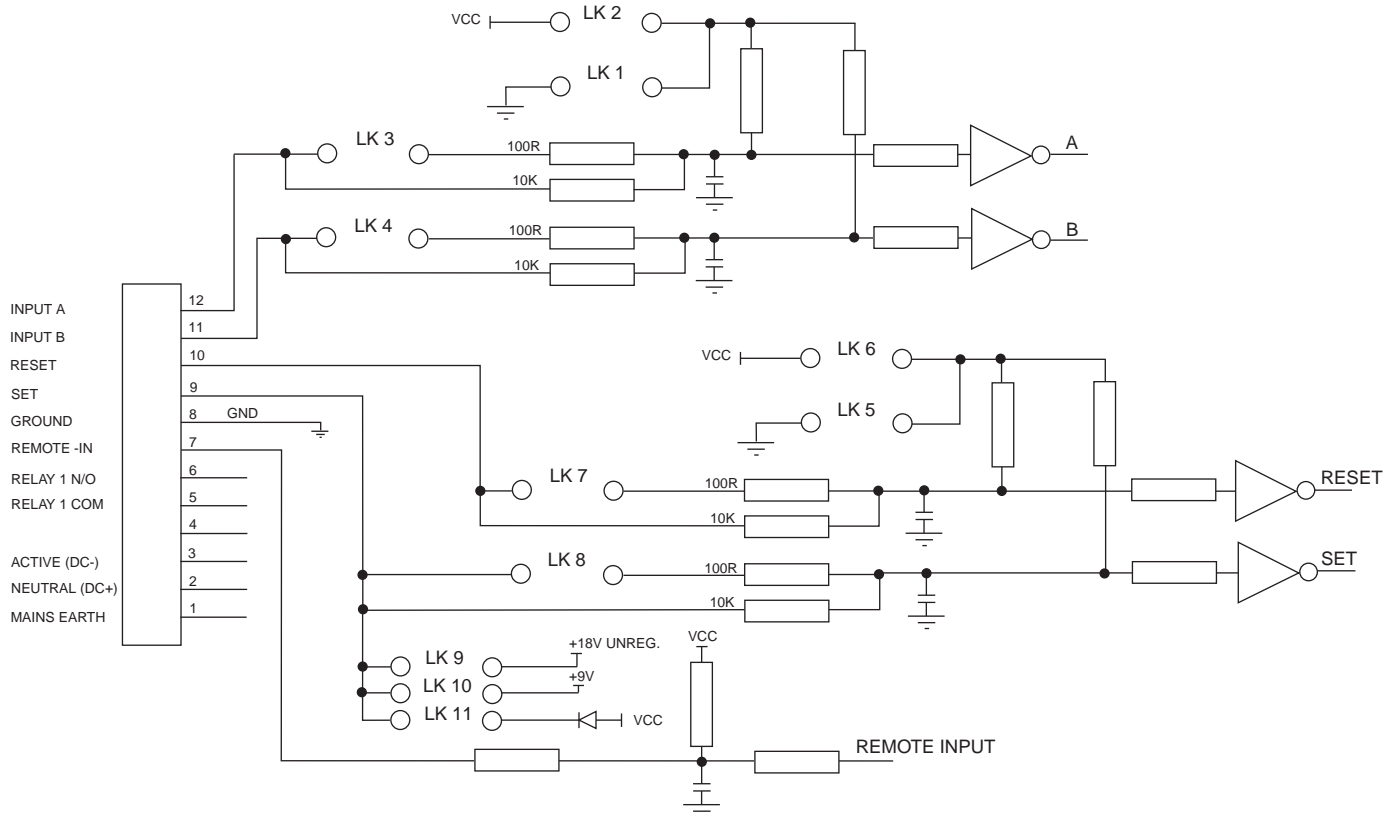 VCC
LK 2
LK 1
LK 3
100R
A
10K
LK 4
100R
B
10K
INPUT A
12
INPUT B
11
RESET
10
SET
9
GROUND
8
GND
REMOTE -IN
7
RELAY 1 N/O
6
RELAY 1 COM
5
4
ACTIVE (DC-)
3
NEUTRAL (DC+)
2
MAINS EARTH
1
VCC
LK 6
LK 5
LK 7
100R
RESET
10K
LK 8
100R
SET
10K
LK 9
+18V UNREG.
LK 10
+9V
LK 11
VCC
VCC
REMOTE INPUT